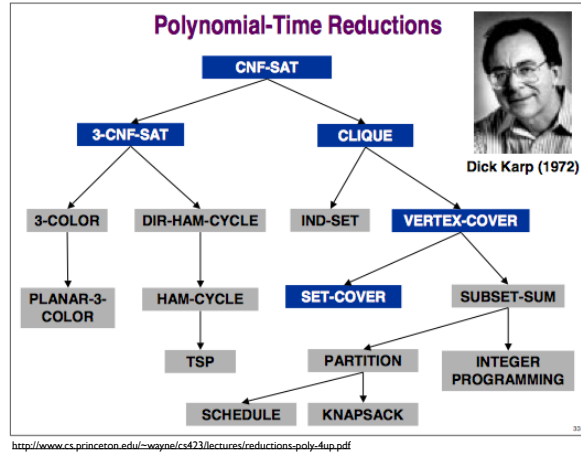 Polynomial-Time Reductions
CNF-SAT
3-CNF-SAT
CLIQUE
Dick Karp (1972)
3-COLOR
DIR-HAM-CYCLE
IND-SET
VERTEX-COVER
PLANAR-3-
COLOR
HAM-CYCLE
SET-COVER
SUBSET-SUM
TSP
PARTITION
INTEGER
PROGRAMMING
SCHEDULE
KNAPSACK
33
http://www.cs.princeton.edu/~wayne/cs423/lectures/reductions-poly-4up.pdf